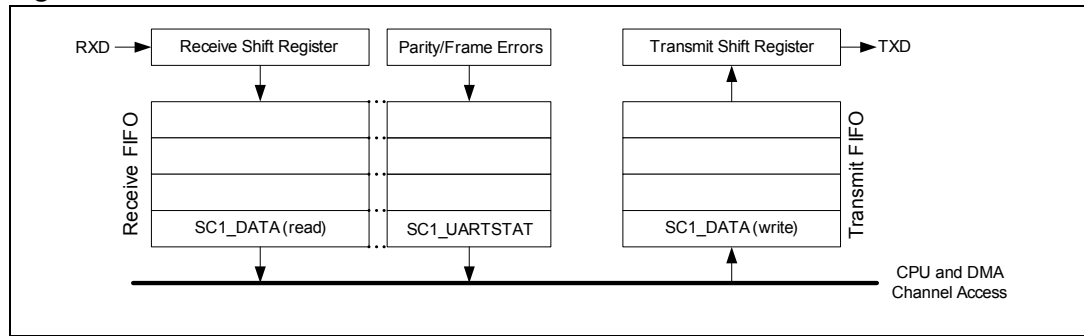 RXD
Receive Shift Register
Parity/Frame Errors
Transmit Shift Register
TXD
Receive FIFO
Transmit FIFO
SC1_DATA (read)
SC1_UARTSTAT
SC1_DATA (write)
CPU and DMA
Channel Access